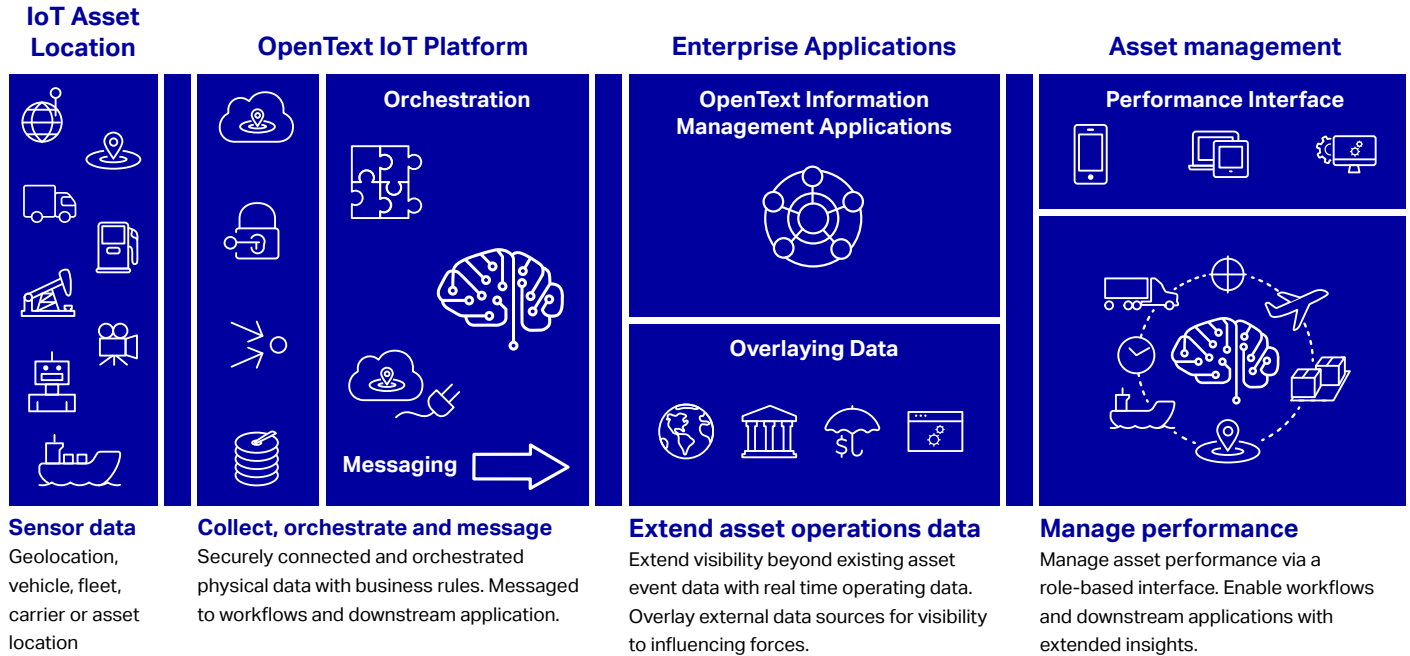 IoT Asset
Location
OpenText IoT Platform
Enterprise Applications
Asset management
Orchestration
Messaging
OpenText Information
Management Applications
Overlaying Data
$
Performance Interface
Sensor data
Geolocation,
vehicle, fleet,
carrier or asset
location
Collect, orchestrate and message
Securely connected and orchestrated
physical data with business rules. Messaged
to workflows and downstream application.
Extend asset operations data
Extend visibility beyond existing asset
event data with real time operating data.
Overlay external data sources for visibility
to influencing forces.
Manage performance
Manage asset performance via a
role-based interface. Enable workflows
and downstream applications with
extended insights.